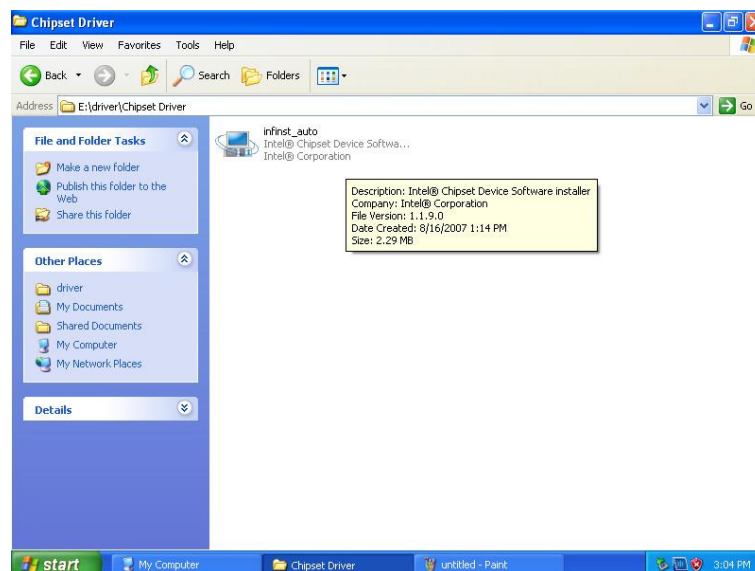 Chipset Driver
File Edit View Favorites Tools Help
Back Search Folders
Address E:\driver\Chipset Driver Go
File and Folder Tasks
Make a new folder
Publish this folder to the
Web
Share this folder
Other Places
driver
My Documents
Shared Documents
My Computer
My Network Places
Details
infinst_auto
Intel® Chipset Device Softwa...
Intel® Corporation
Description: Intel® Chipset Device Software installer
Company: Intel® Corporation
File Version: 1.1.9.0
Date Created: 8/16/2007 1:14 PM
Size: 2.29 MB
start My Computer Chipset Driver untitled - Paint 3:04 PM